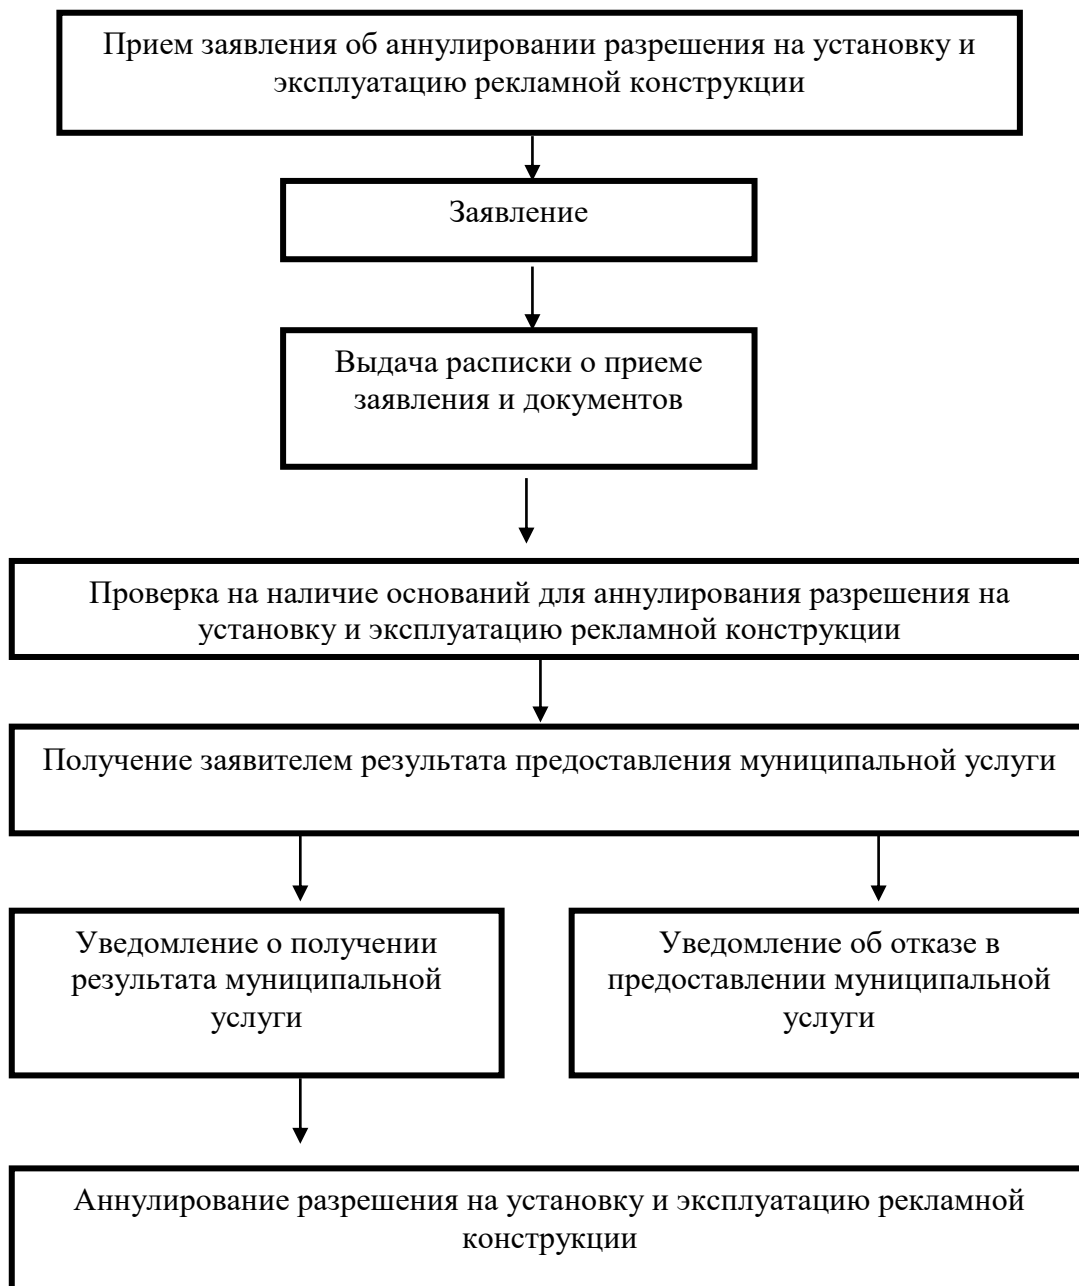 Прием заявления об аннулировании разрешения на установку и
эксплуатацию рекламной конструкции
Заявление
Выдача расписки о приеме
заявления и документов
Проверка на наличие оснований для аннулирования разрешения на
установку и эксплуатацию рекламной конструкции
Получение заявителем результата предоставления муниципальной услуги
Уведомление о получении
результата муниципальной
услуги
Уведомление об отказе в
предоставлении муниципальной
услуги
Аннулирование разрешения на установку и эксплуатацию рекламной
конструкции